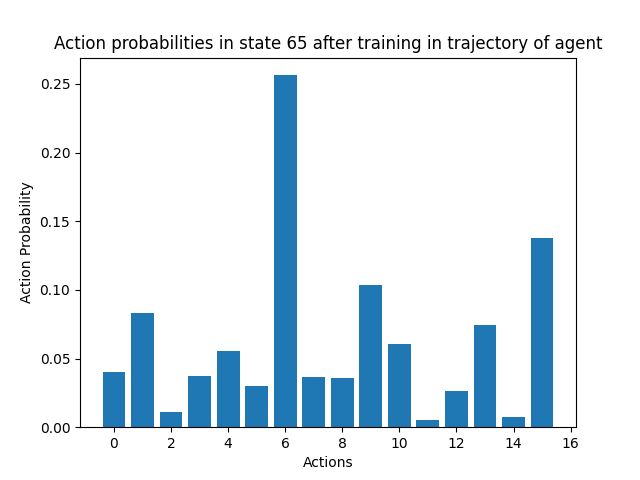 Action probabilities in state 65 after training in trajectory of agent
0.25
0.20
0.15
0.10
0.05
0.00
Action Probability
0 2 4 6 8 10 12 14 16
Actions